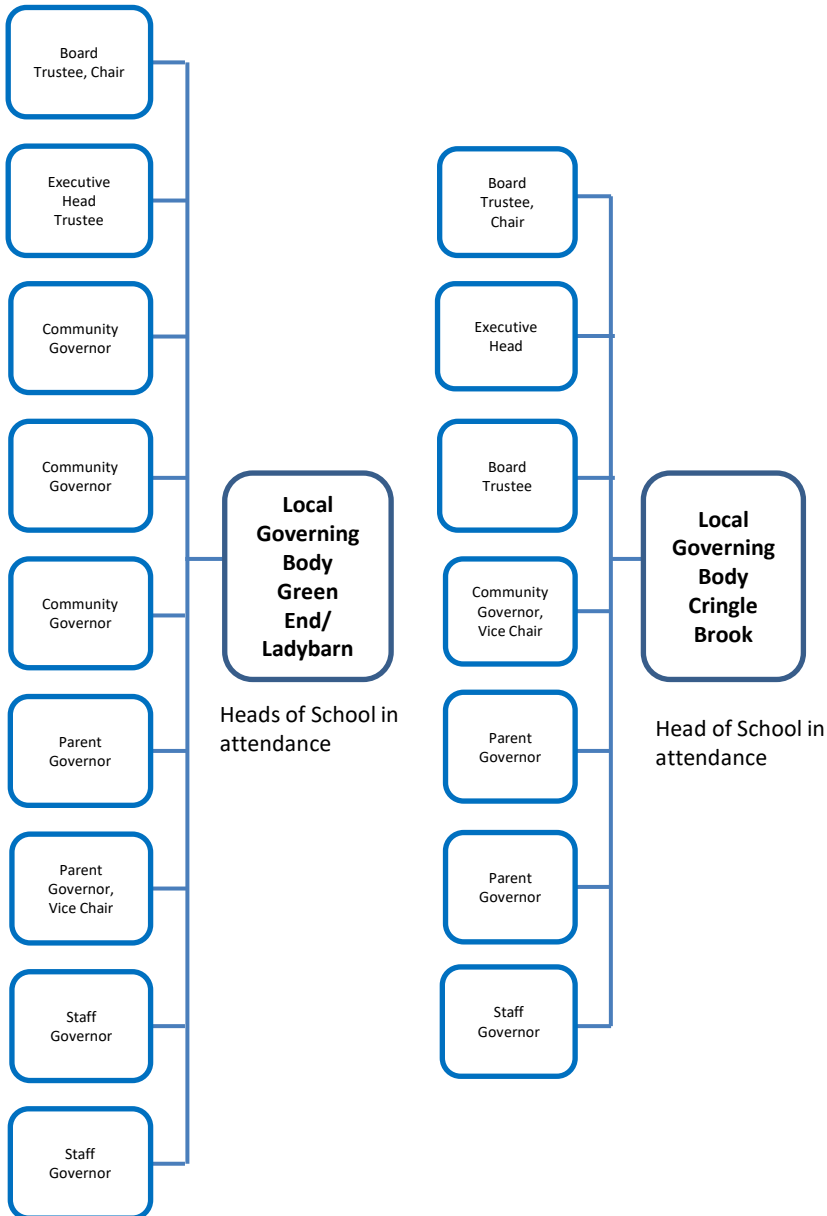 Board
Trustee, Chair
Executive
Head
Trustee
Community
Governor
Community
Governor
Community
Governor
Parent
Governor
Parent
Governor,
Vice Chair
Staff
Governor
Staff
Governor
Local
Governing
Body
Green
End/
Ladybarn
Heads of School in
attendance
Board
Trustee,
Chair
Executive
Head
Board
Trustee
Community
Governor,
Vice Chair
Parent
Governor
Parent
Governor
Staff
Governor
Local
Governing
Body
Cringle
Brook
Head of School in
attendance